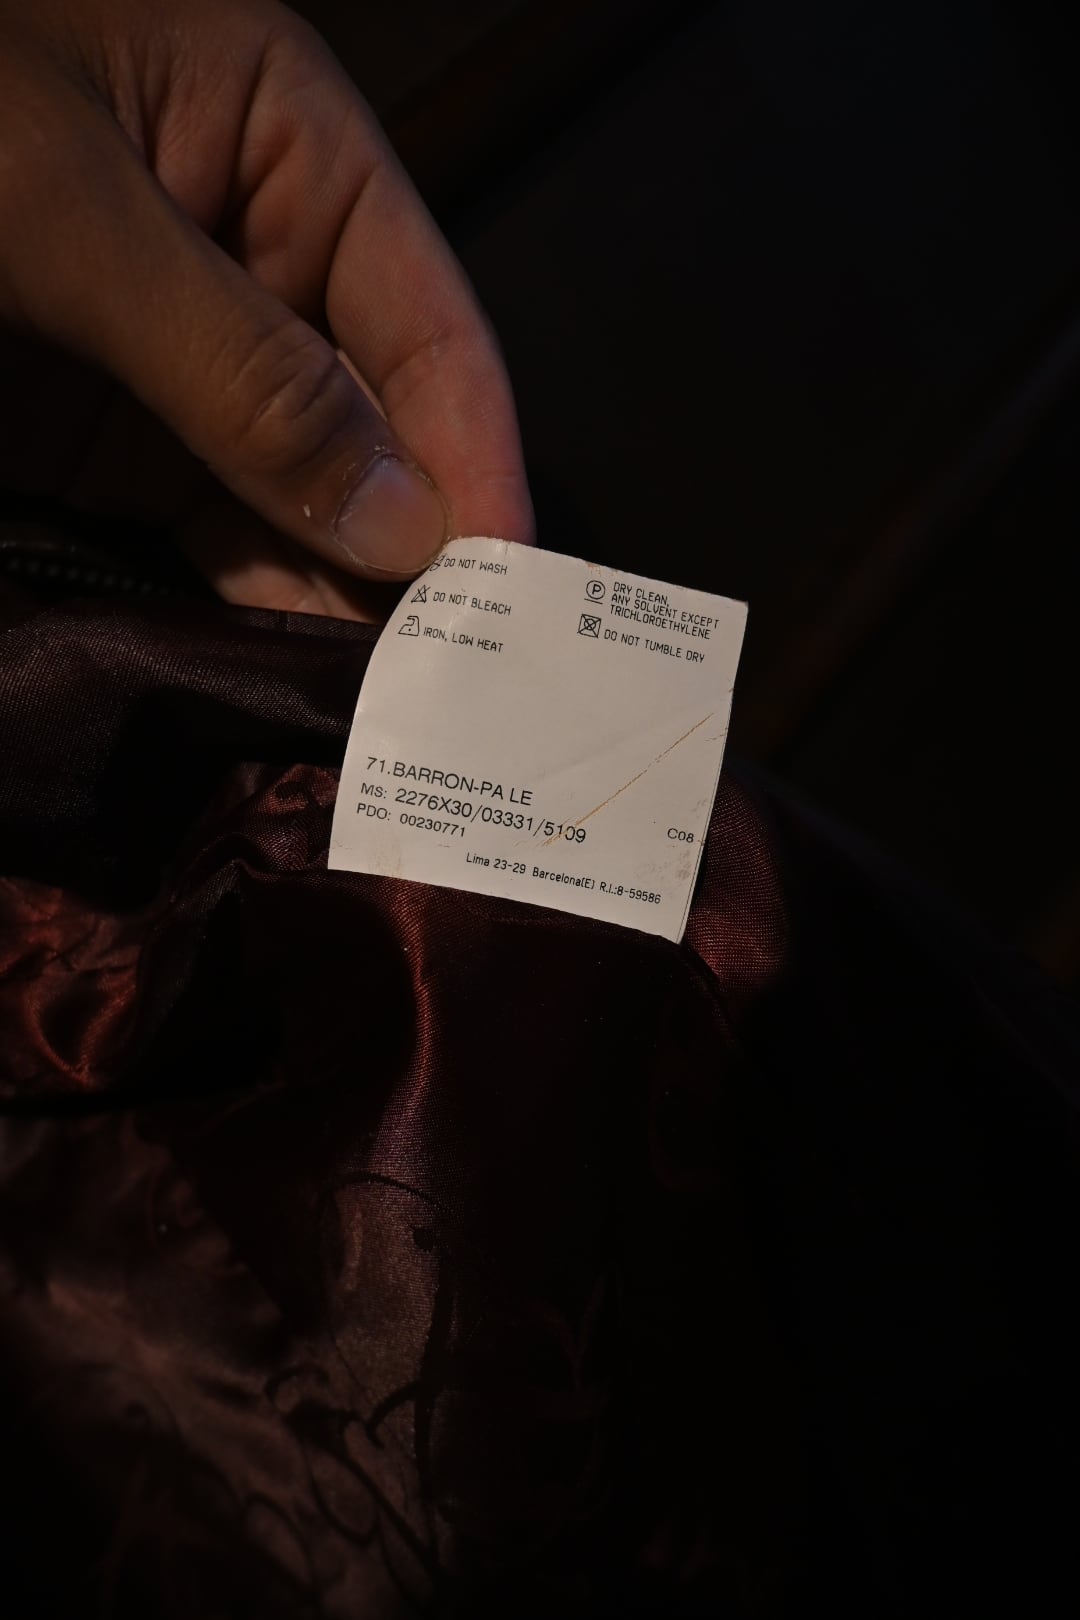 DO NOT WASH
DO NOT BLEACH
IRON, LOW HEAT
P
DRY CLEAN,
ANY SOLVENT EXCEPT
TRICHLOROETHYLENE
DO NOT TUMBLE DRY
71.BARRON-PA LE
MS: 2276X30/03331/5109
PDO: 00230771
C08
Lima 23-29 Barcelona(E) R.I.:8-59586